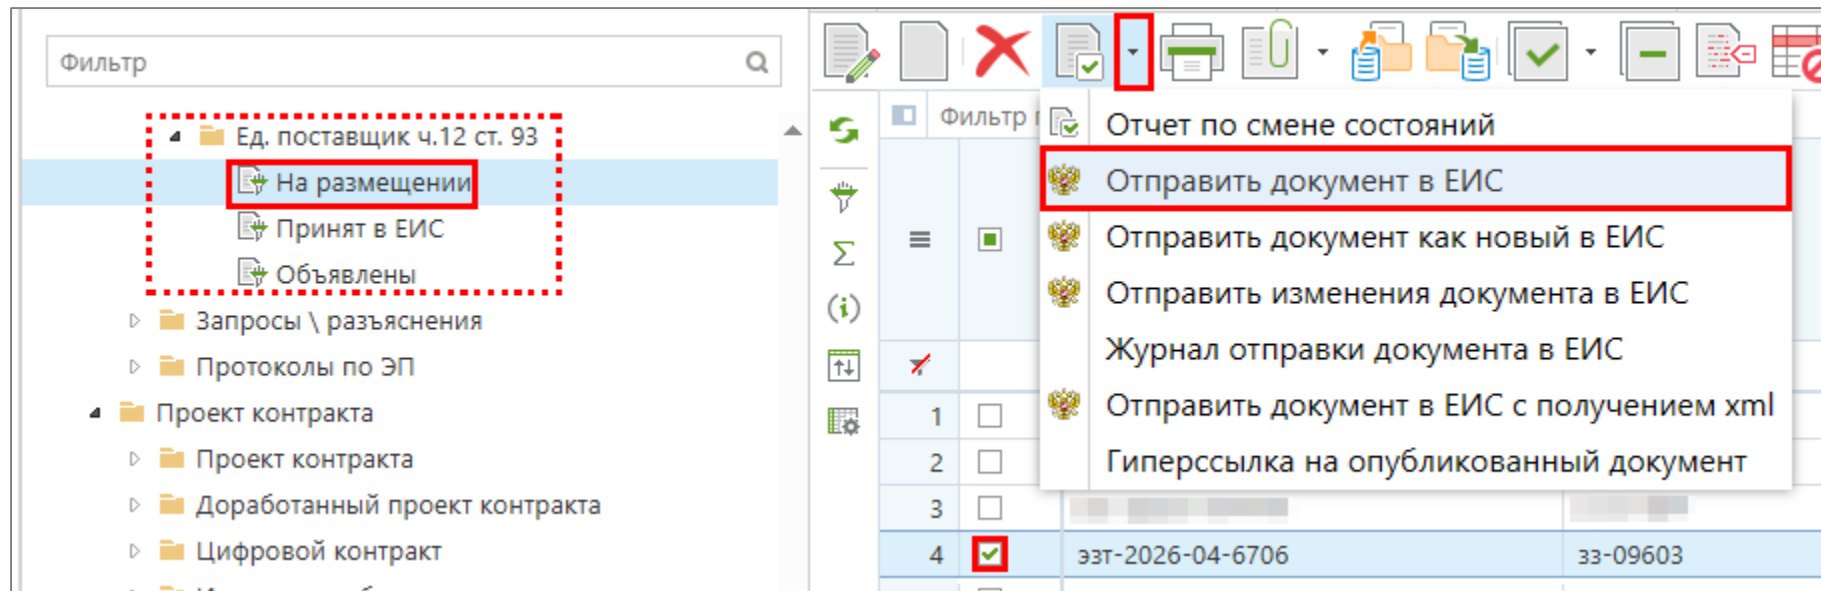 Фильтр
Ед. поставщик ч.12 ст. 93
На размещении
Принят в ЕИС
Объявлены
Запросы \ разъяснения
Протоколы по ЭП
Проект контракта
Проект контракта
Доработанный проект контракта
Цифровой контракт
Фильтр
Отчет по смене состояний
Отправить документ в ЕИС
Отправить документ как новый в ЕИС
Отправить изменения документа в ЕИС
Журнал отправки документа в ЕИС
Отправить документ в ЕИС с получением xml
Гиперссылка на опубликованный документ
1
2
3
4 эзт-2026-04-6706 зз-09603